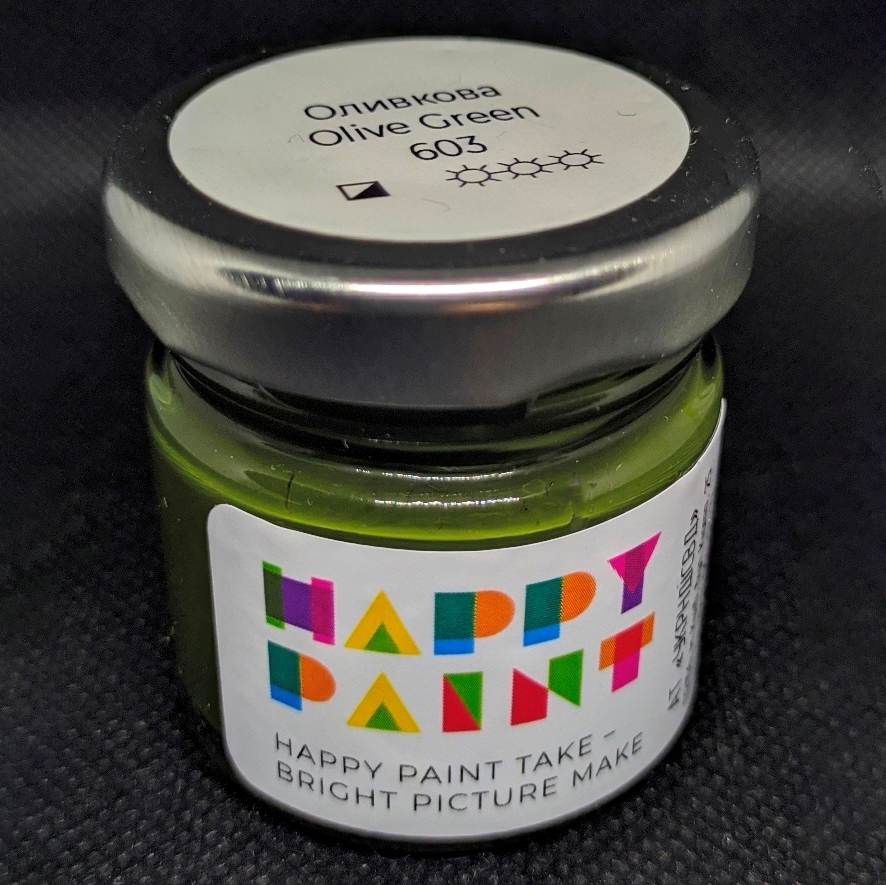 Оливкова
Olive Green
603
HAPPY
PAINT
HAPPY PAINT TAKE –
BRIGHT PICTURE MAKE